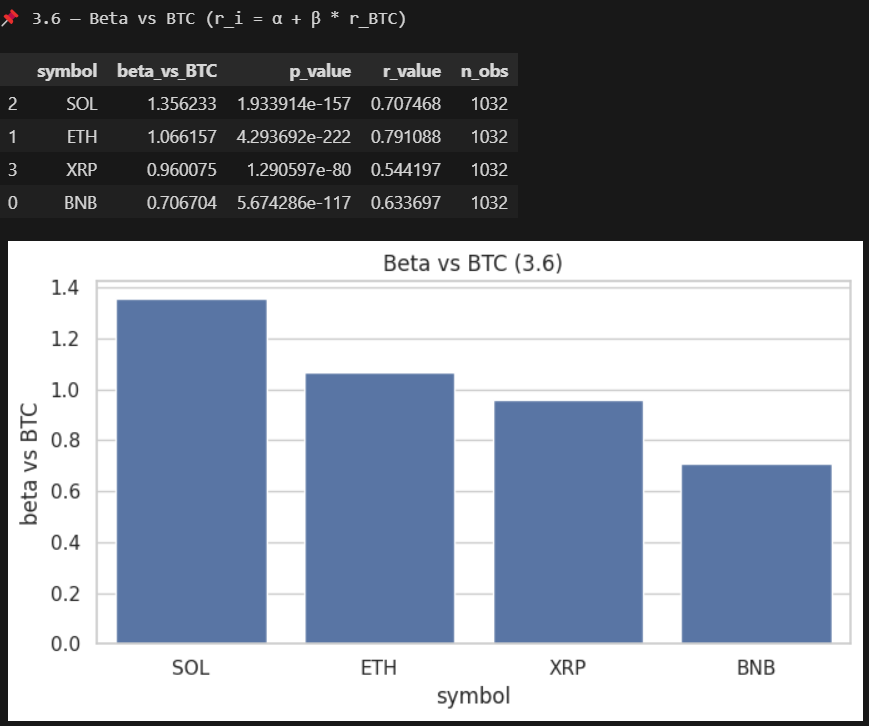 📌 3.6 — Beta vs BTC (r_i = α + β * r_BTC)
symbol beta_vs_BTC p_value r_value n_obs
2 SOL 1.356233 1.933914e-157 0.707468 1032
1 ETH 1.066157 4.293692e-222 0.791088 1032
3 XRP 0.960075 1.290597e-80 0.544197 1032
0 BNB 0.706704 5.674286e-117 0.633697 1032
Beta vs BTC (3.6)
1.4
1.2
1.0
0.8
0.6
0.4
0.2
0.0
beta vs BTC
SOL ETH XRP BNB
symbol